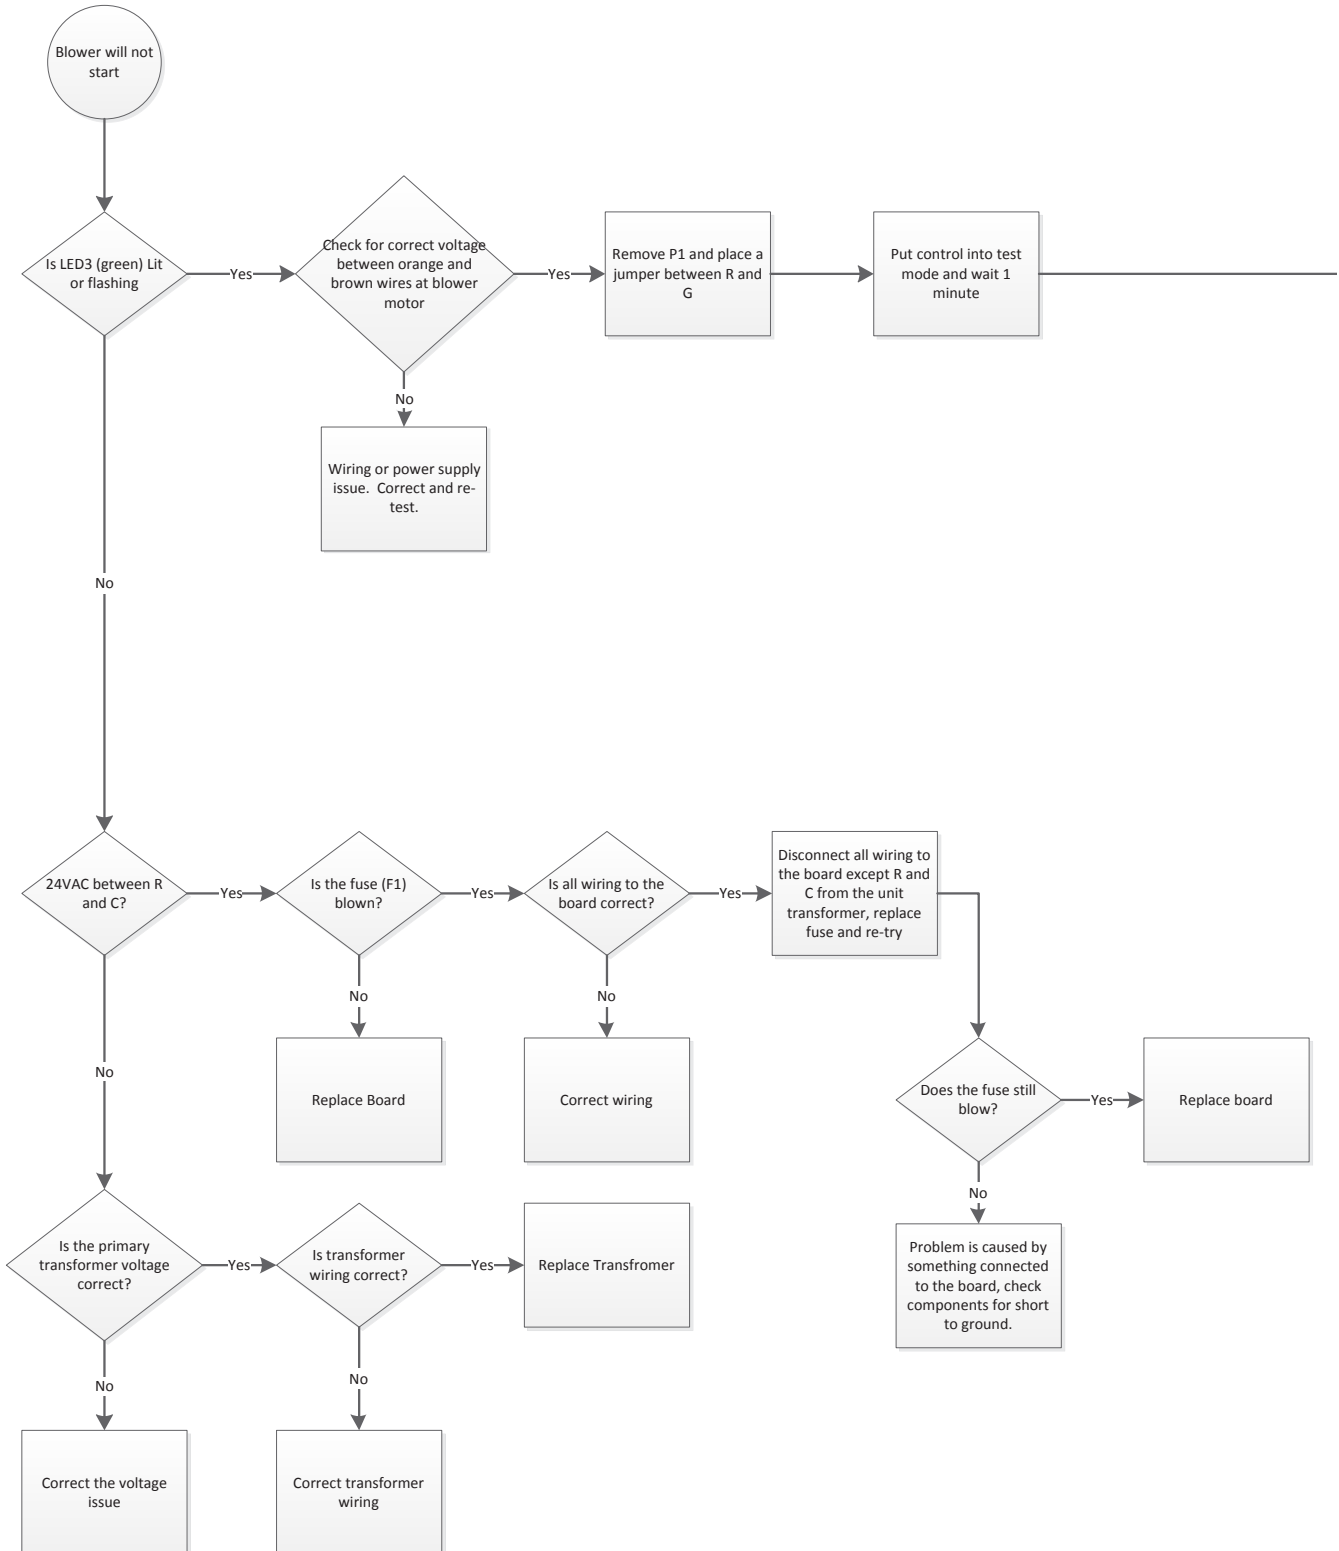 Blower will not
start
Is LED3 (green) Lit
or flashing
Yes
Check for correct voltage
between orange and
brown wires at blower
motor
Yes
Remove P1 and place a
jumper between R and
G
Put control into test
mode and wait 1
minute
No
Wiring or power supply
issue.  Correct and re-
test.
No
24VAC between R
and C?
Yes
Is the fuse (F1)
blown?
Yes
Is all wiring to the
board correct?
Yes
Disconnect all wiring to
the board except R and
C from the unit
transformer, replace
fuse and re-try
No
Replace Board
No
Correct wiring
Does the fuse still
blow?
Yes
Replace board
No
Problem is caused by
something connected
to the board, check
components for short
to ground.
No
Is the primary
transformer voltage
correct?
Yes
Is transformer
wiring correct?
Yes
Replace Transfromer
No
Correct the voltage
issue
No
Correct transformer
wiring